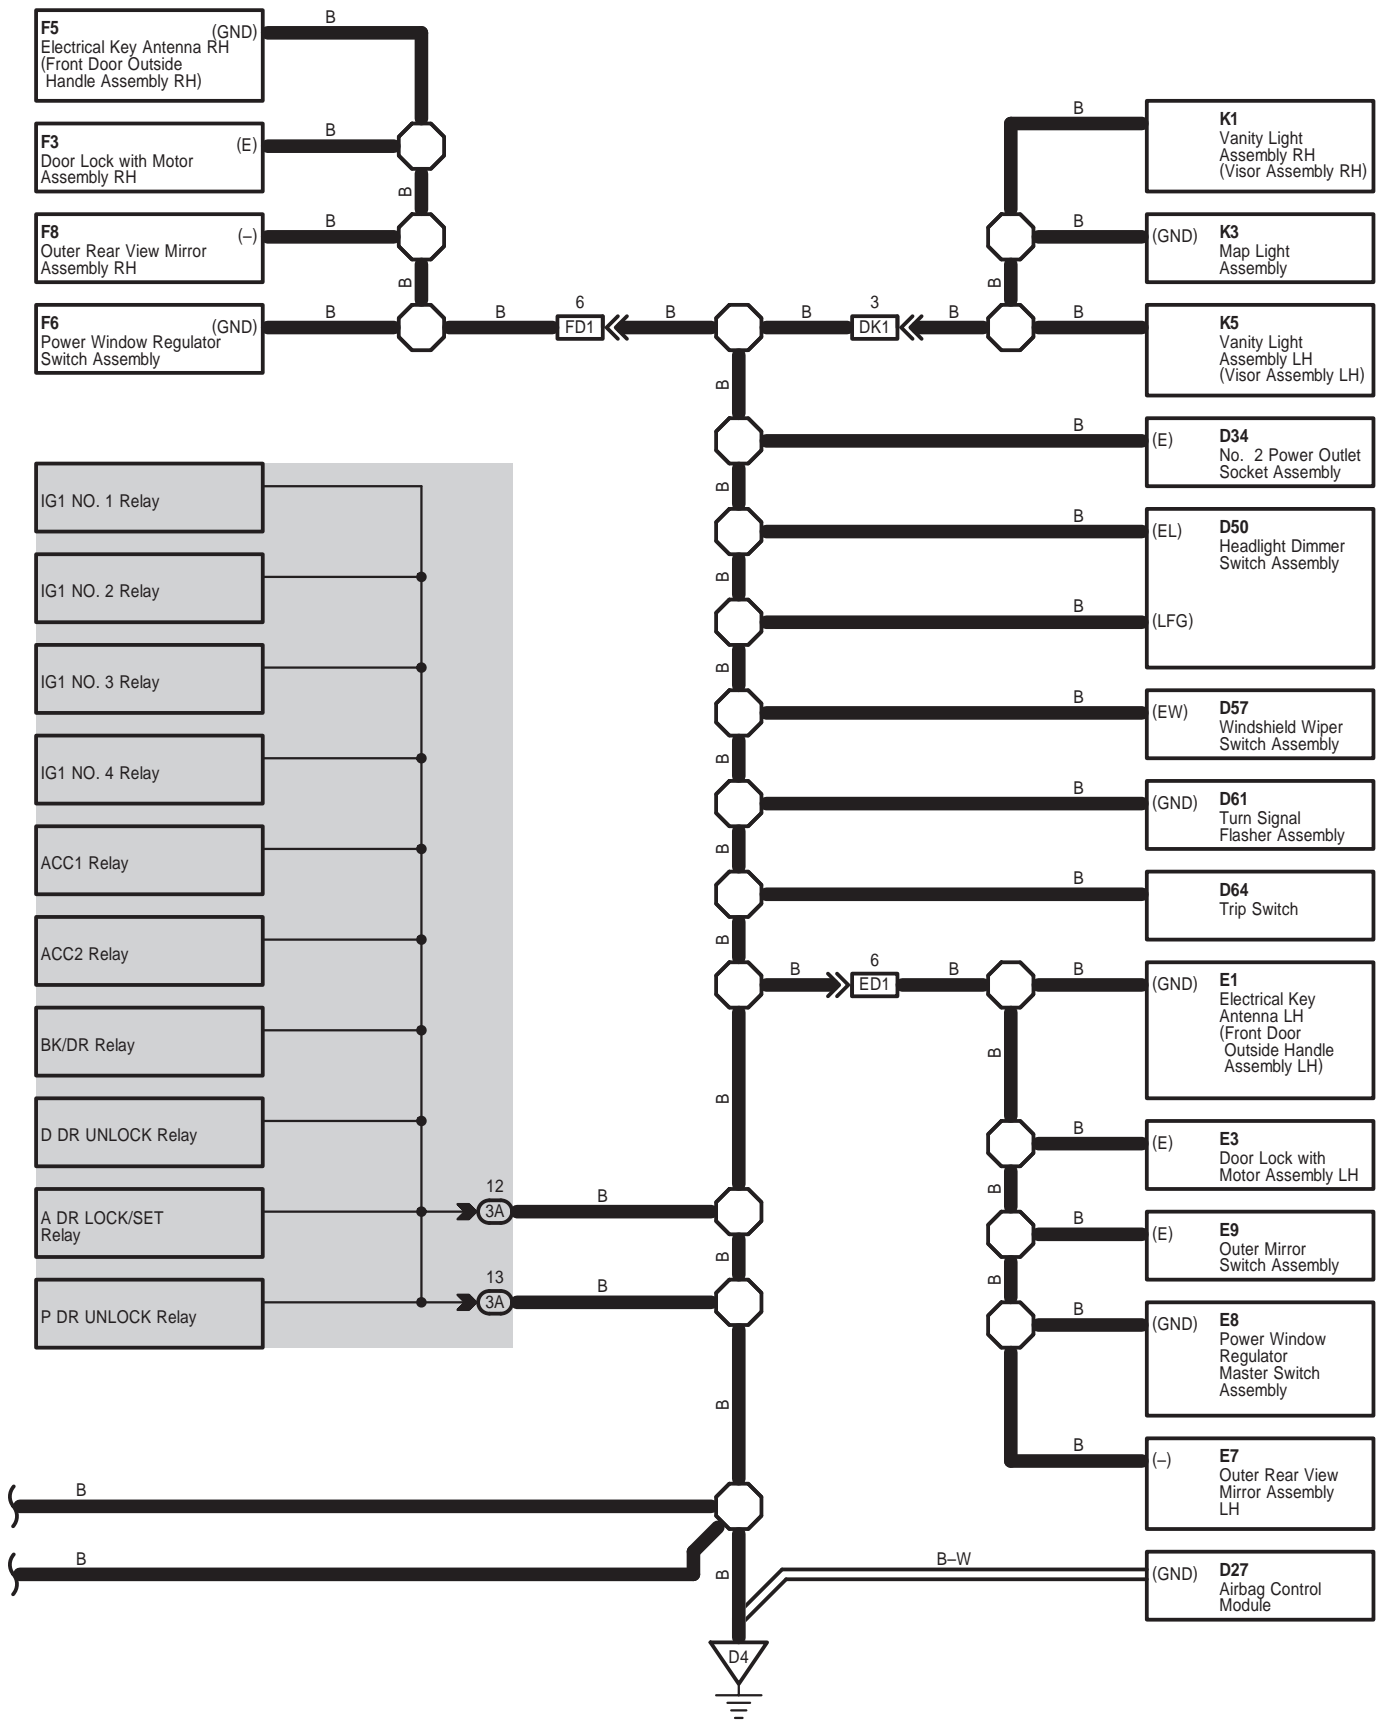 F5 (GND) B
Electrical Key Antenna RH
(Front Door Outside
Handle Assembly RH)
F3 (E) B
Door Lock with Motor
Assembly RH
B
F8 (–) B
Outer Rear View Mirror
Assembly RH
B
F6 (GND) B
Power Window Regulator
Switch Assembly
B
6
FD1
B
B
3
DK1
B
B
K1
Vanity Light
Assembly RH
(Visor Assembly RH)
B
(GND) K3
Map Light
Assembly
B
B
K5
Vanity Light
Assembly LH
(Visor Assembly LH)
B
B
(E) D34
No. 2 Power Outlet
Socket Assembly
B
B
(EL) D50
Headlight Dimmer
Switch Assembly
B
B
(LFG)
B
B
(EW) D57
Windshield Wiper
Switch Assembly
B
B
(GND) D61
Turn Signal
Flasher Assembly
B
B
D64
Trip Switch
B
B
6
ED1
B
B
(GND) E1
Electrical Key
Antenna LH
(Front Door
Outside Handle
Assembly LH)
B
B
(E) E3
Door Lock with
Motor Assembly LH
B
B
(E) E9
Outer Mirror
Switch Assembly
B
B
(GND) E8
Power Window
Regulator
Master Switch
Assembly
B
(–) E7
Outer Rear View
Mirror Assembly
LH
IG1 NO. 1 Relay
IG1 NO. 2 Relay
IG1 NO. 3 Relay
IG1 NO. 4 Relay
ACC1 Relay
ACC2 Relay
BK/DR Relay
D DR UNLOCK Relay
A DR LOCK/SET
Relay
12
3A
B
B
B
P DR UNLOCK Relay
13
3A
B
B
B
B
B
B–W
(GND) D27
Airbag Control
Module
D4